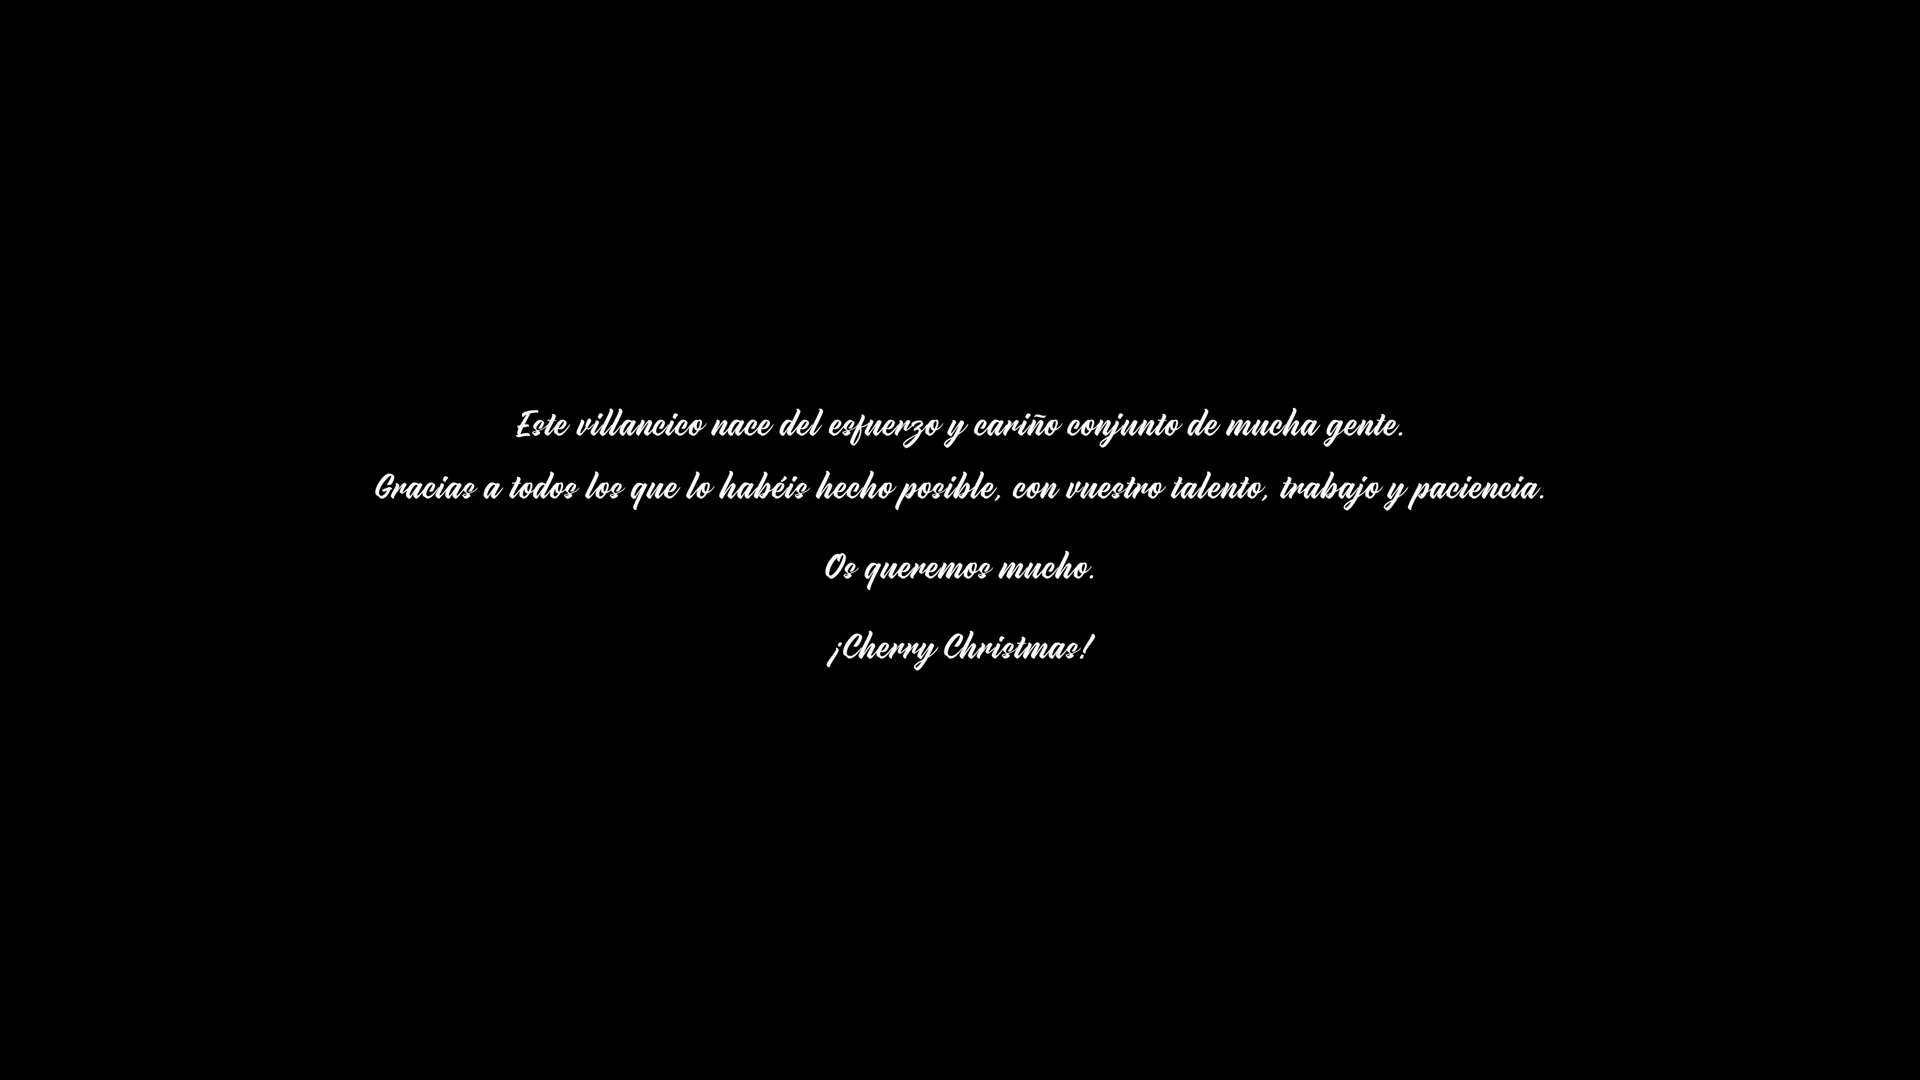 Este villancico nace del esfuerzo y cariño conjunto de mucha gente.
Gracias a todos los que lo habéis hecho posible, con vuestro talento, trabajo y paciencia.
Os queremos mucho.
¡Cherry Christmas!